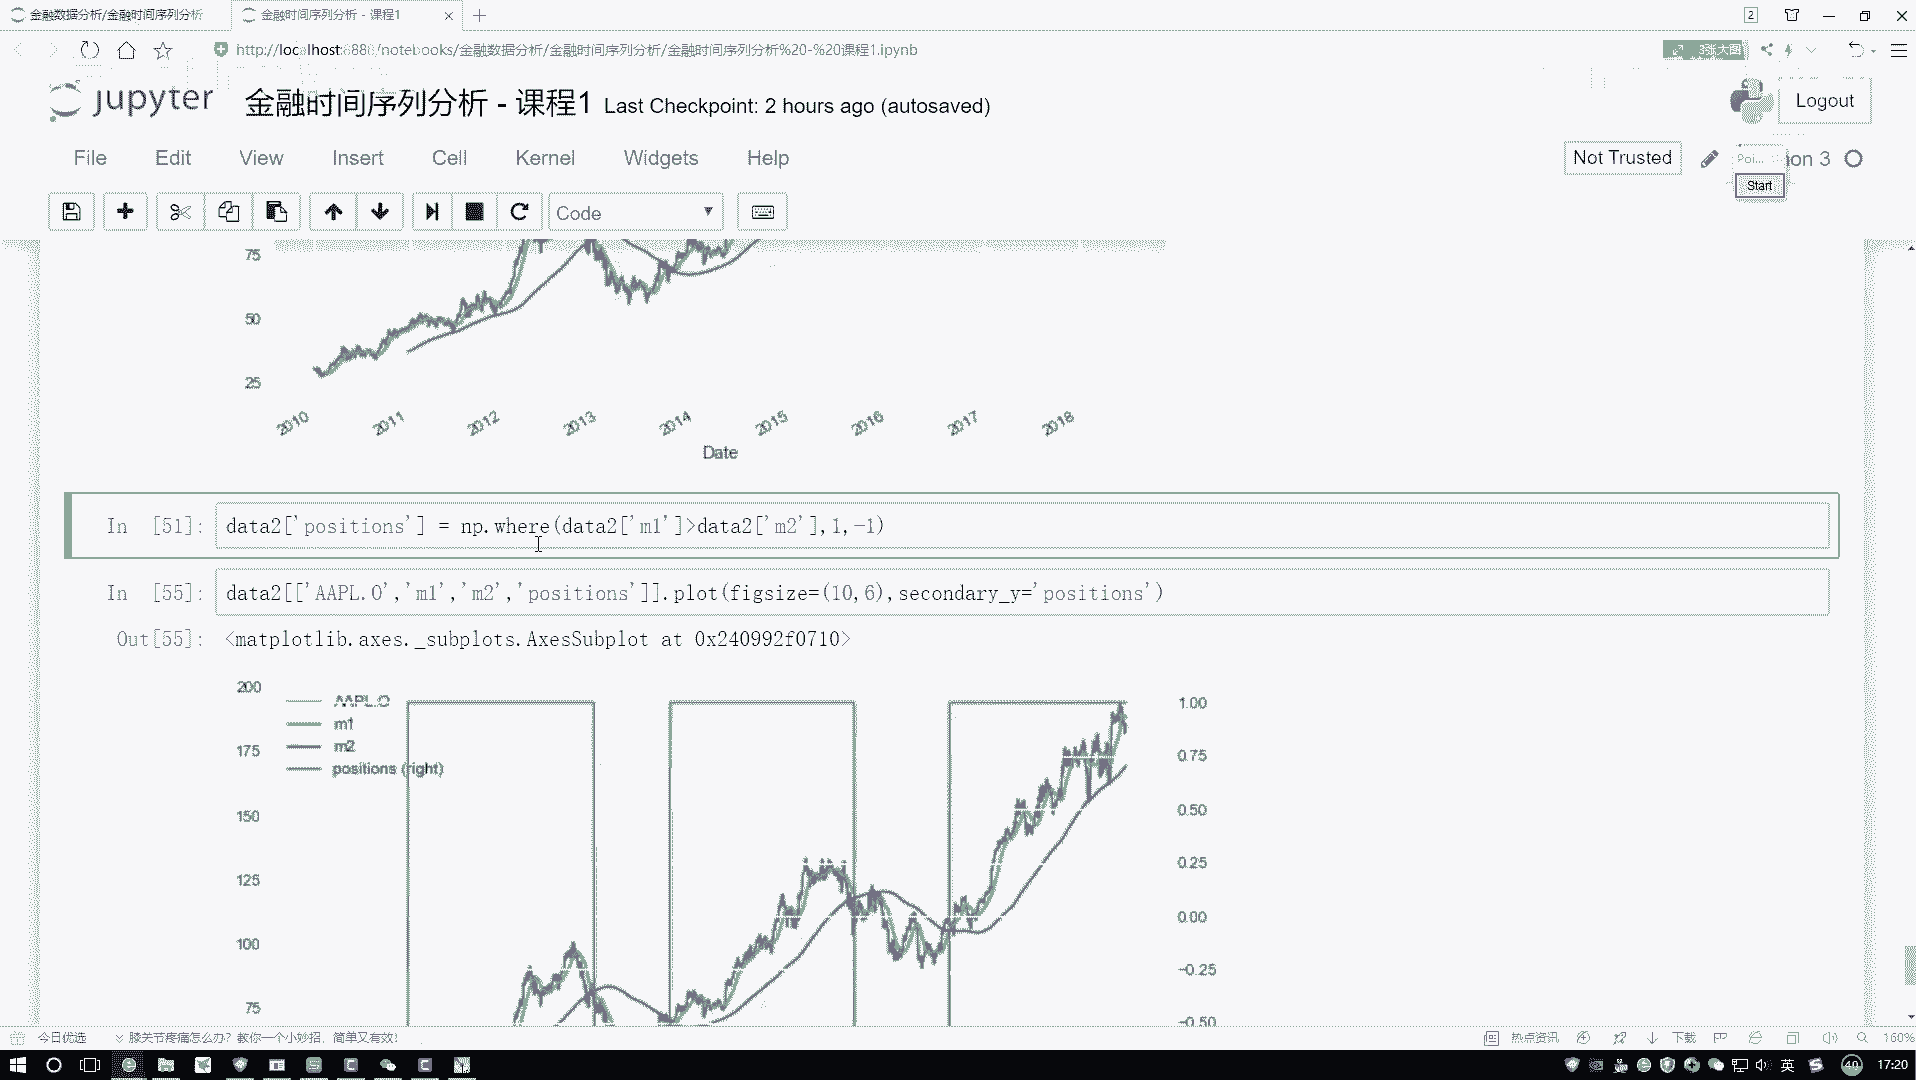 金融数据分析/金融时间序列分析
金融时间序列分析 - 课程1
2
http://localhost:888/notebooks/金融数据分析/金融时间序列分析/金融时间序列分析%20-%20课程1.ipynb
3张大图
jupyter 金融时间序列分析 - 课程1 Last Checkpoint: 2 hours ago (autosaved)
Logout
File Edit View Insert Cell Kernel Widgets Help
Not Trusted
Poi...
on 3
Start
Code
75
50
25
2010 2011 2012 2013 2014 2015 2016 2017 2018
Date
In [51]: data2['positions'] = np.where(data2['m1']>data2['m2'],1,-1)
In [55]: data2[['AAPL.O','m1','m2','positions']].plot(figsize=(10,6),secondary_y='positions')
Out[55]: <matplotlib.axes._subplots.AxesSubplot at 0x240992f0710>
200
175
150
125
100
75
AAPL.O
m1
m2
positions (right)
1.00
0.75
0.50
0.25
0.00
-0.25
-0.50
今日优选
膝关节疼痛怎么办？教你一个小妙招，简单又有效！
热点资讯
下载
160%
英
40
17:20